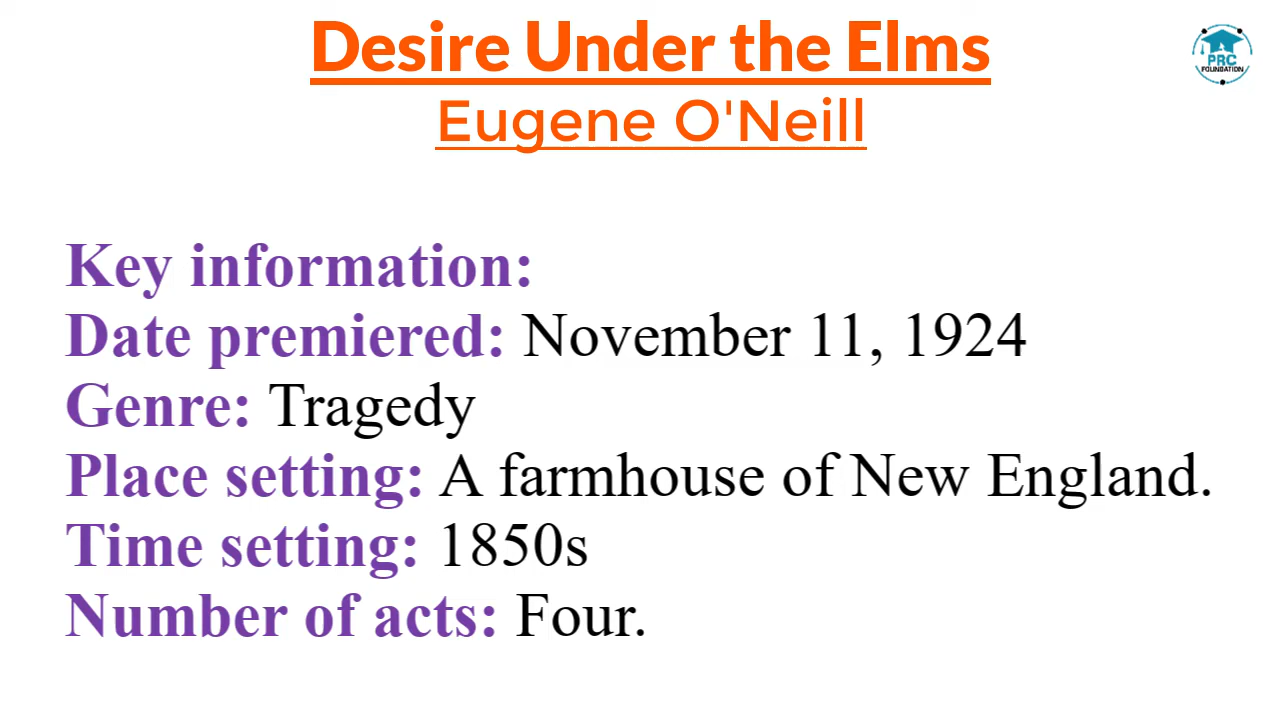 Desire Under the Elms
PRC
FOUNDATION
Eugene O'Neill
Key information:
Date premiered: November 11, 1924
Genre: Tragedy
Place setting: A farmhouse of New England.
Time setting: 1850s
Number of acts: Four.